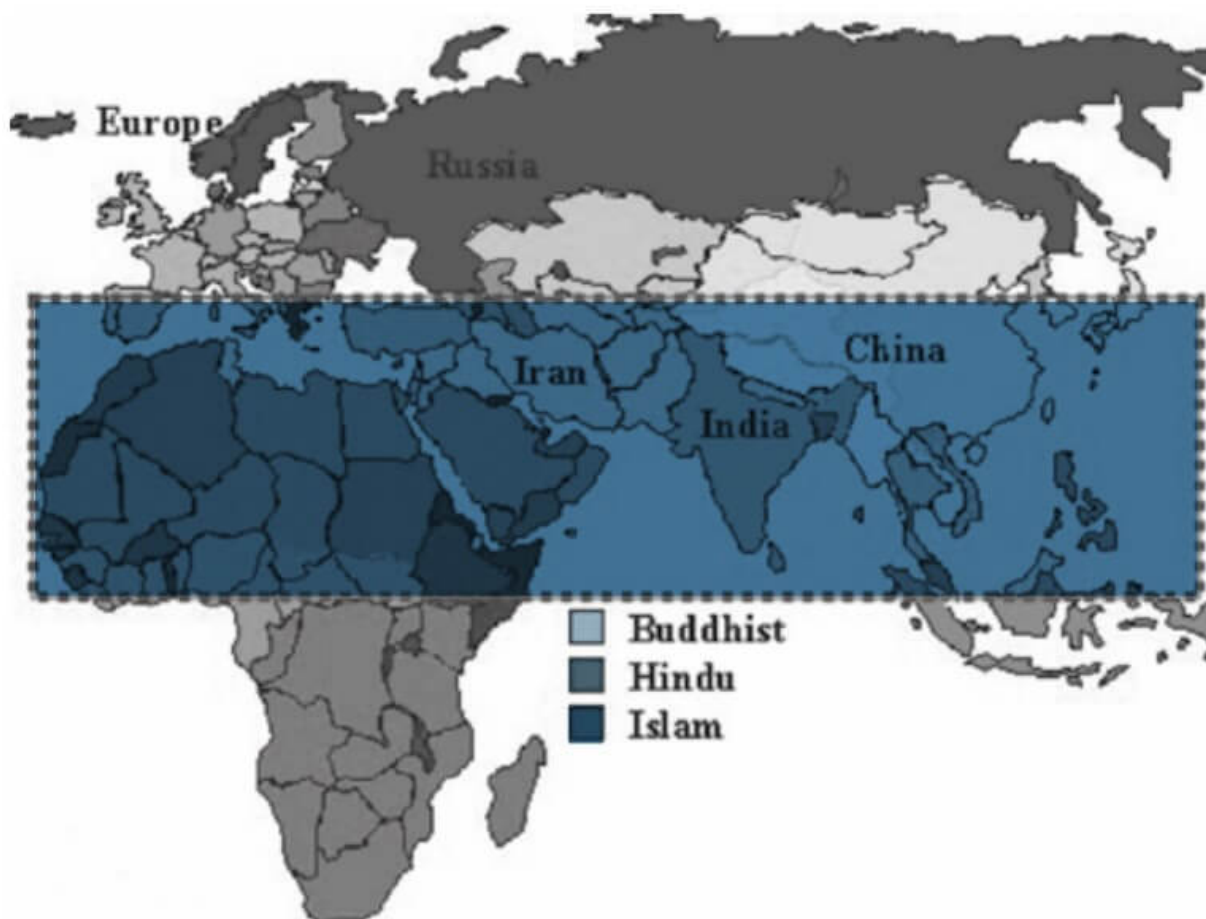 Europe
Russia
Iran
China
India
Buddhist
Hindu
Islam